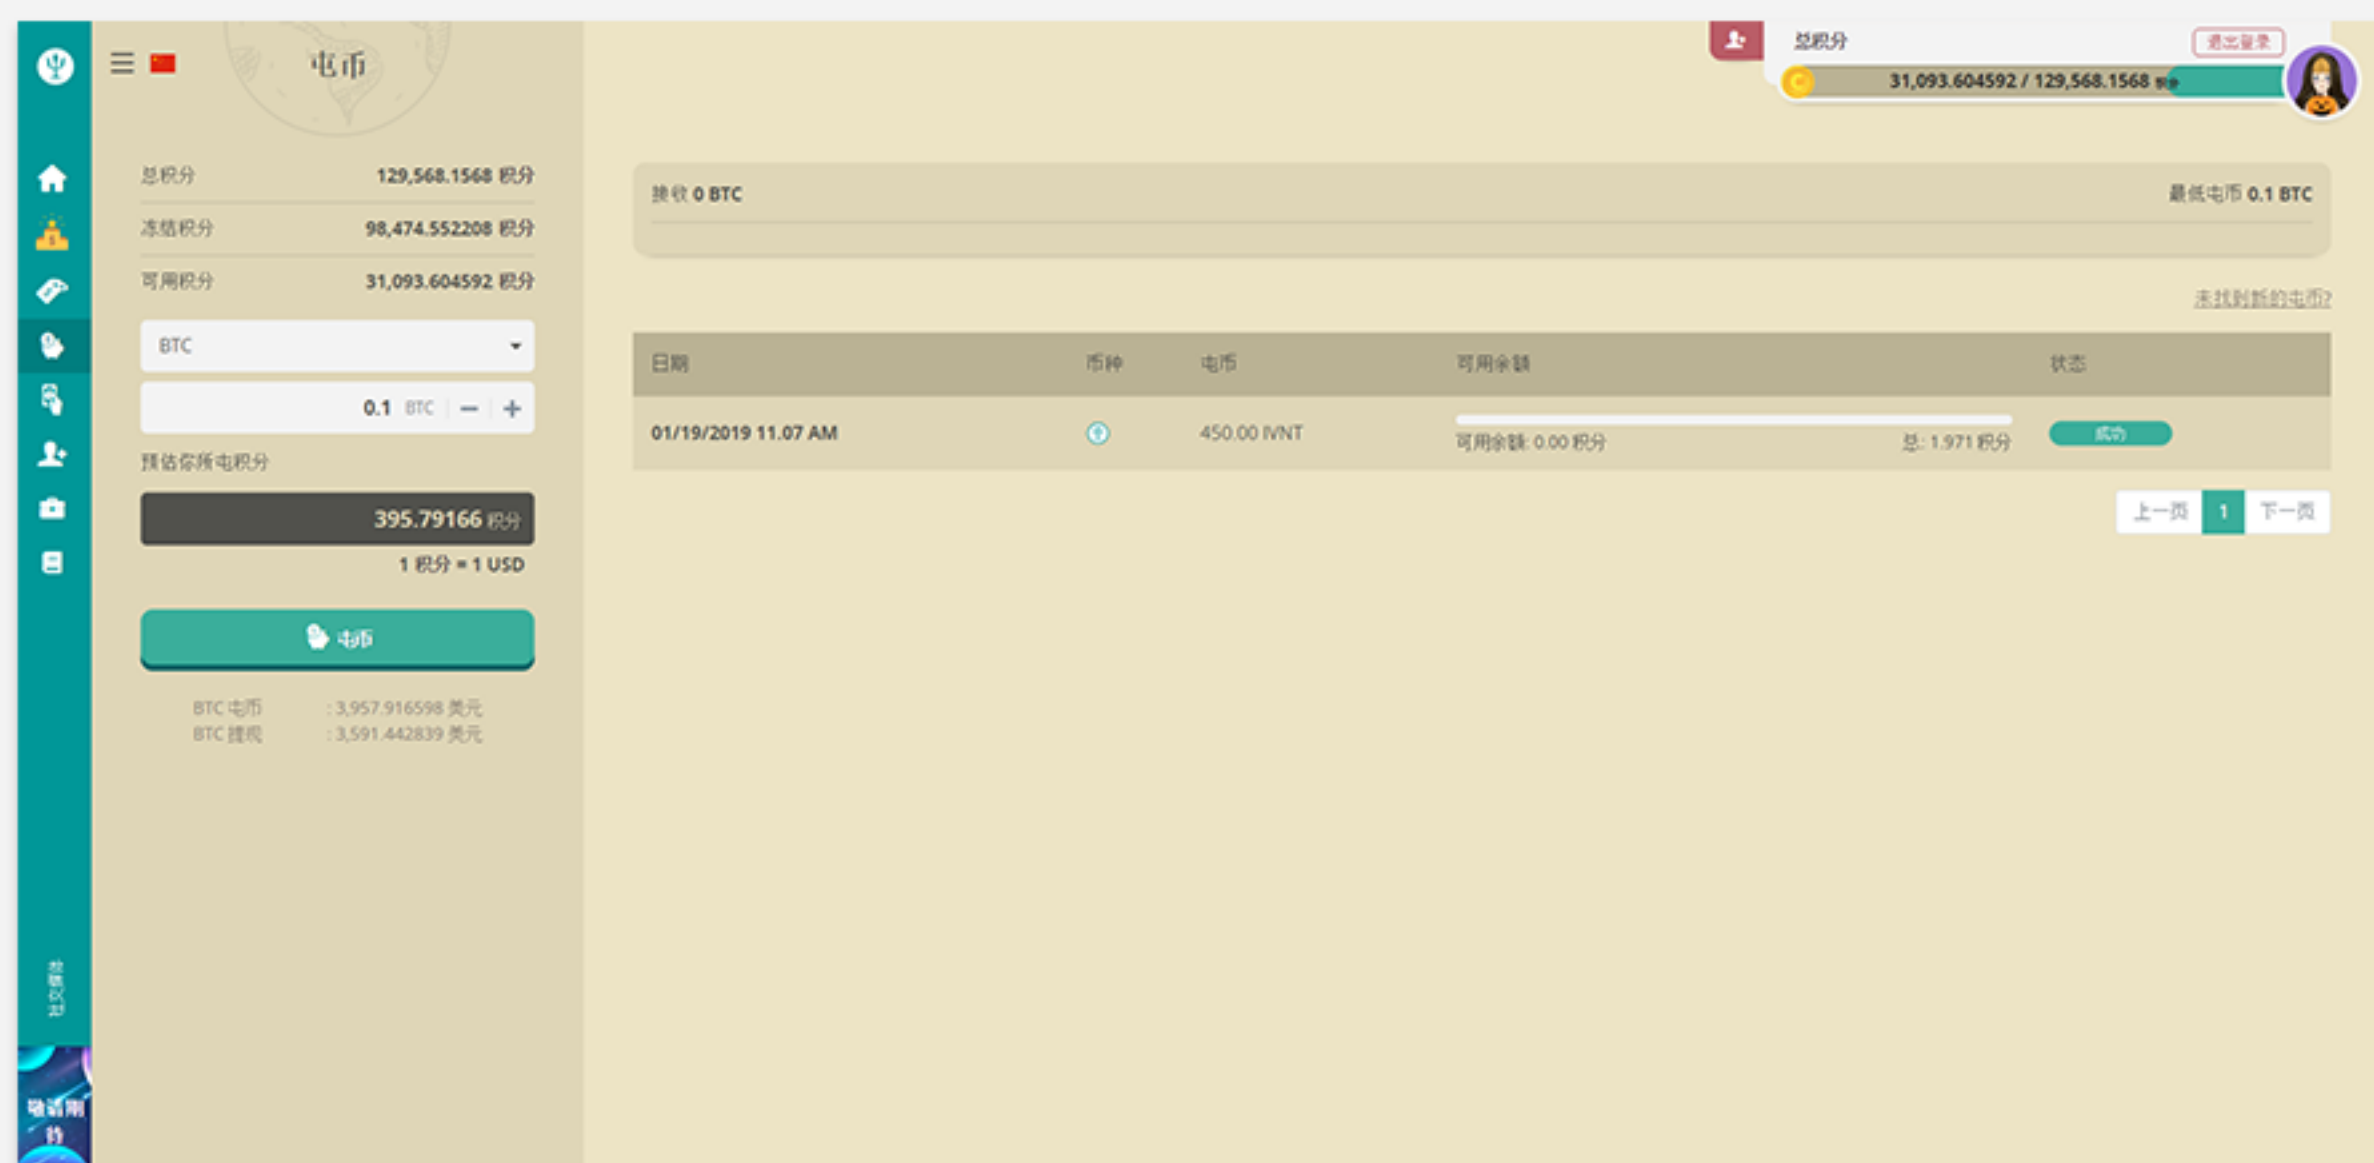 屯币
总积分
退出登录
31,093.604592 / 129,568.1568 积分
总积分 129,568.1568 积分
冻结积分 98,474.552208 积分
可用积分 31,093.604592 积分
BTC
0.1 BTC
预估你所屯积分
395.79166 积分
1 积分 = 1 USD
屯币
BTC 屯币 : 3,957.916598 美元
BTC 提现 : 3,591.442839 美元
接收 0 BTC 最低屯币 0.1 BTC
未找到新的屯币?
日期 币种 屯币 可用余额 状态
01/19/2019 11.07 AM 450.00 IVNT 可用余额: 0.00 积分 总: 1.971 积分 成功
上一页 1 下一页
敬请期
待